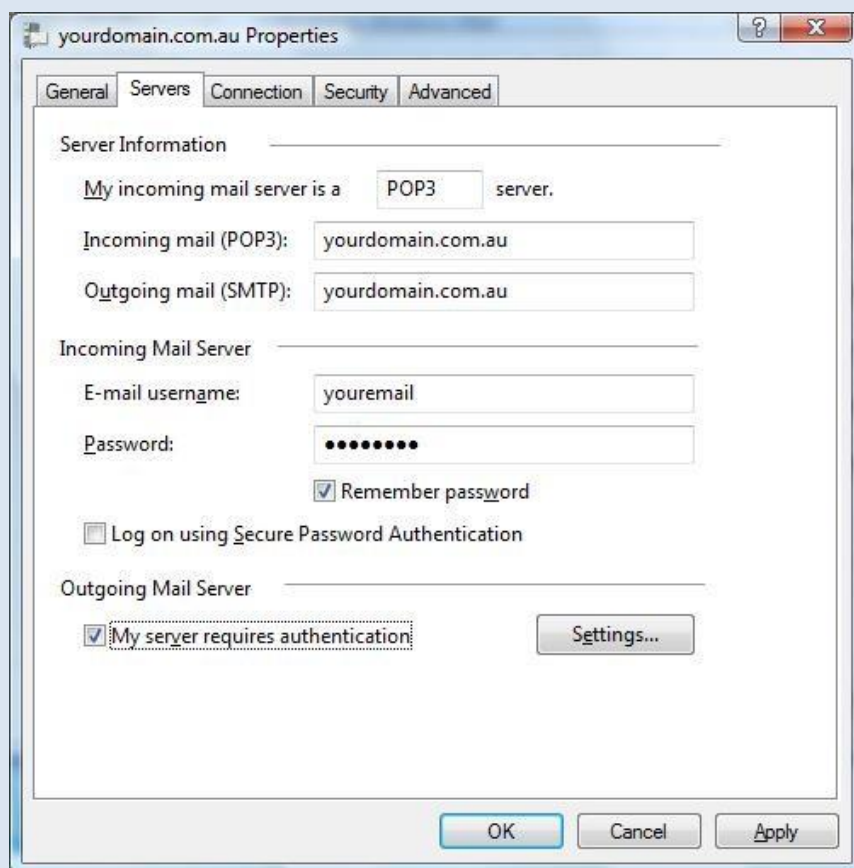 yourdomain.com.au Properties
?
X
General Servers Connection Security Advanced
Server Information
My incoming mail server is a POP3 server.
Incoming mail (POP3): yourdomain.com.au
Outgoing mail (SMTP): yourdomain.com.au
Incoming Mail Server
E-mail username: youremail
Password: ●●●●●●●●
Remember password
Log on using Secure Password Authentication
Outgoing Mail Server
My server requires authentication Settings...
OK Cancel Apply